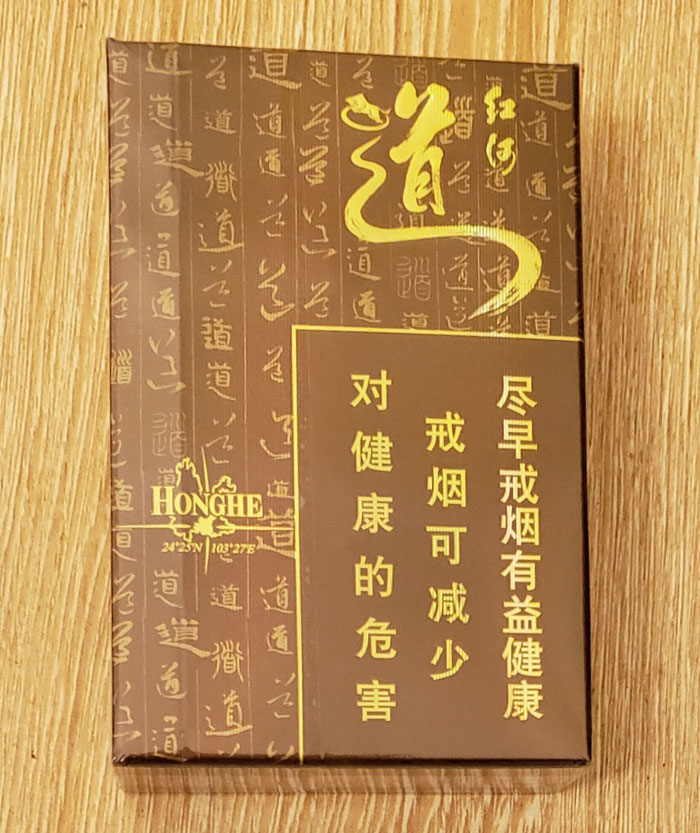 红河
道
尽早戒烟有益健康
戒烟可减少
对健康的危害
HONGHE
24°25'N 103°27'E